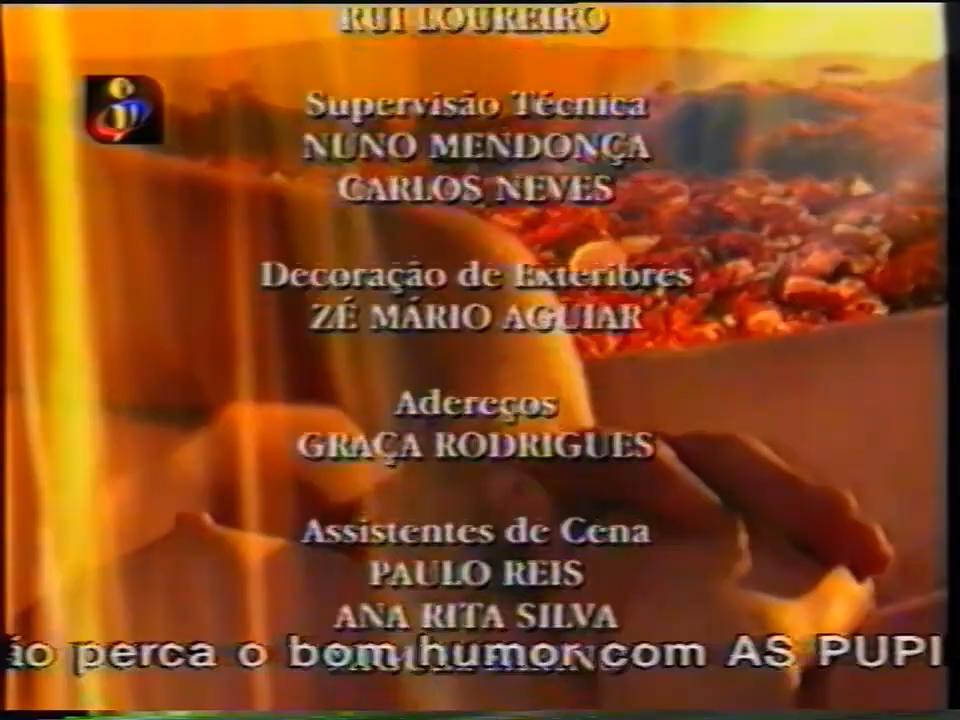 RUI LOUREIRO
Supervisão Técnica
NUNO MENDONÇA
CARLOS NEVES
Decoração de Exteriores
ZÉ MÁRIO AGUIAR
Adereços
GRAÇA RODRIGUES
Assistentes de Cena
PAULO REIS
ANA RITA SILVA
ão perca o bom humor com AS PUPI